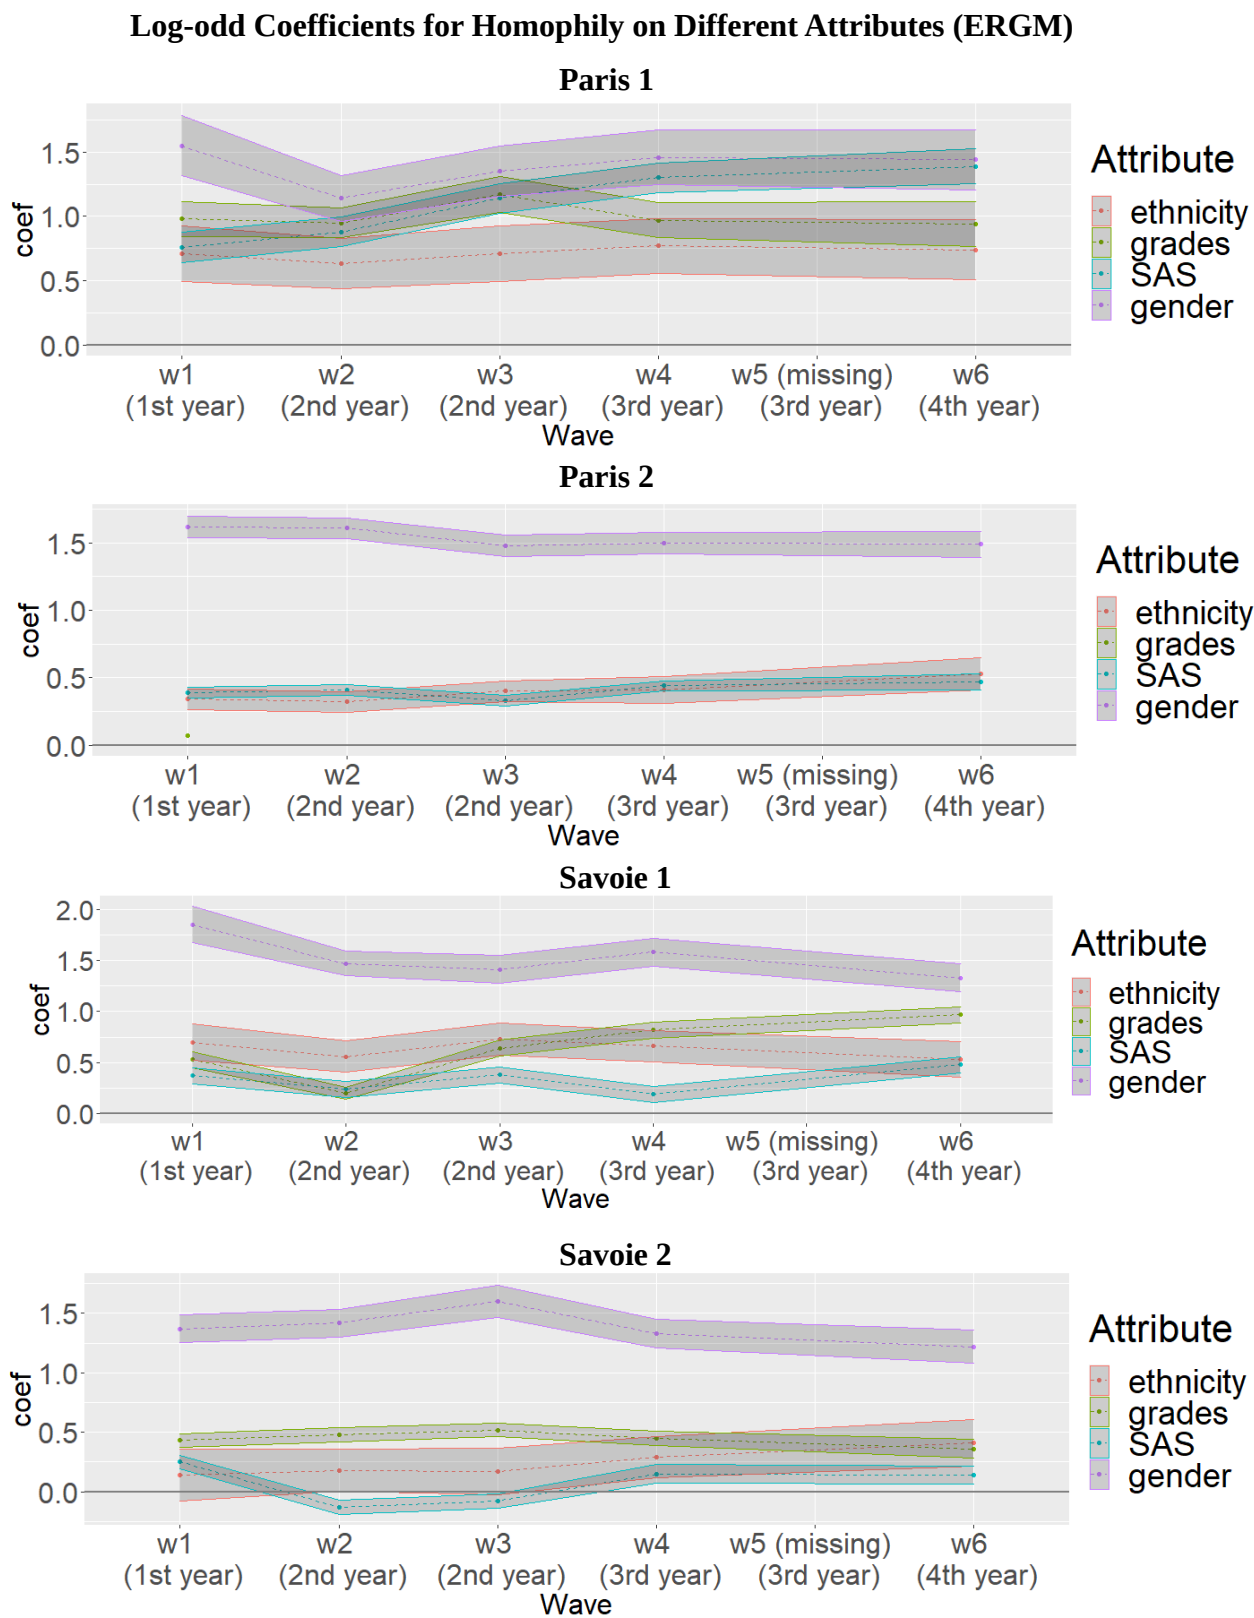 Log-odd Coefficients for Homophily on Different Attributes (ERGM)
Paris 1
1.5
1.0
0.5
0.0
coef
w1
(1st year)
w2
(2nd year)
w3
(2nd year)
w4
(3rd year)
w5 (missing)
(3rd year)
w6
(4th year)
Wave
Attribute
ethnicity
grades
SAS
gender
Paris 2
1.5
1.0
0.5
0.0
coef
w1
(1st year)
w2
(2nd year)
w3
(2nd year)
w4
(3rd year)
w5 (missing)
(3rd year)
w6
(4th year)
Wave
Attribute
ethnicity
grades
SAS
gender
Savoie 1
2.0
1.5
1.0
0.5
0.0
coef
w1
(1st year)
w2
(2nd year)
w3
(2nd year)
w4
(3rd year)
w5 (missing)
(3rd year)
w6
(4th year)
Wave
Attribute
ethnicity
grades
SAS
gender
Savoie 2
1.5
1.0
0.5
0.0
coef
w1
(1st year)
w2
(2nd year)
w3
(2nd year)
w4
(3rd year)
w5 (missing)
(3rd year)
w6
(4th year)
Wave
Attribute
ethnicity
grades
SAS
gender